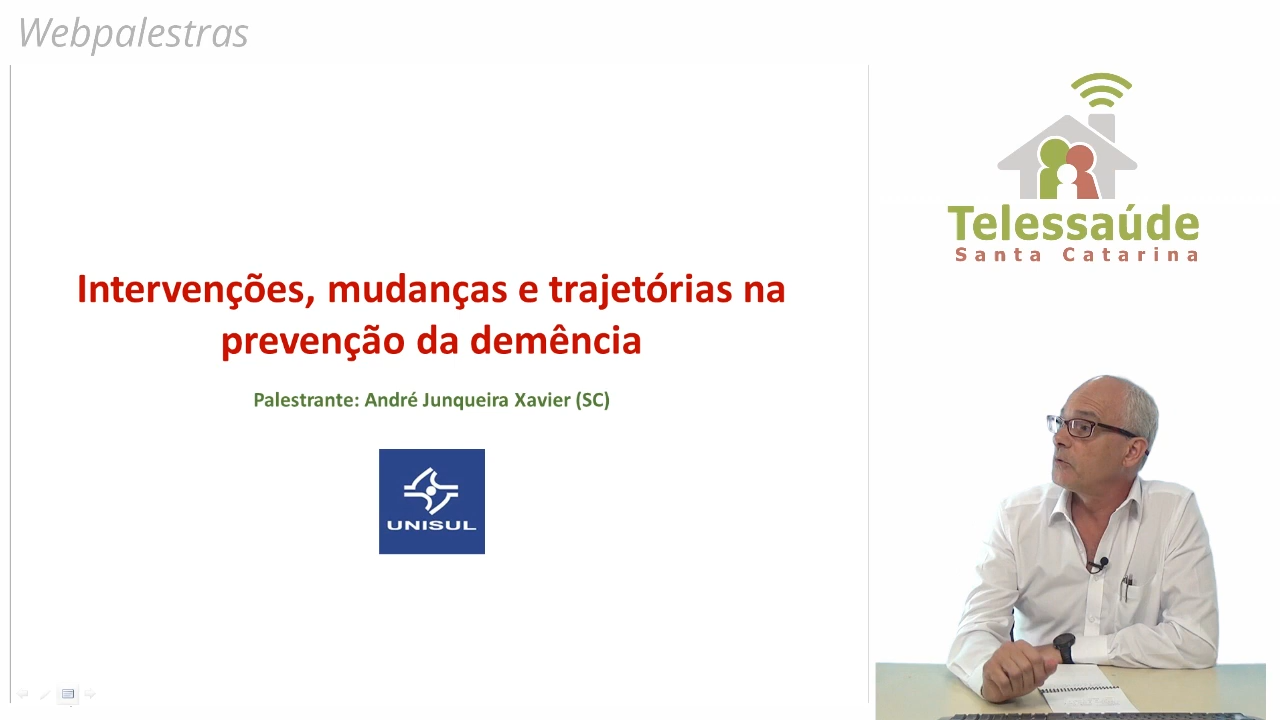 Webpalestras
Telessaúde
Santa Catarina
Intervenções, mudanças e trajetórias na
prevenção da demência
Palestrante: André Junqueira Xavier (SC)
UNISUL